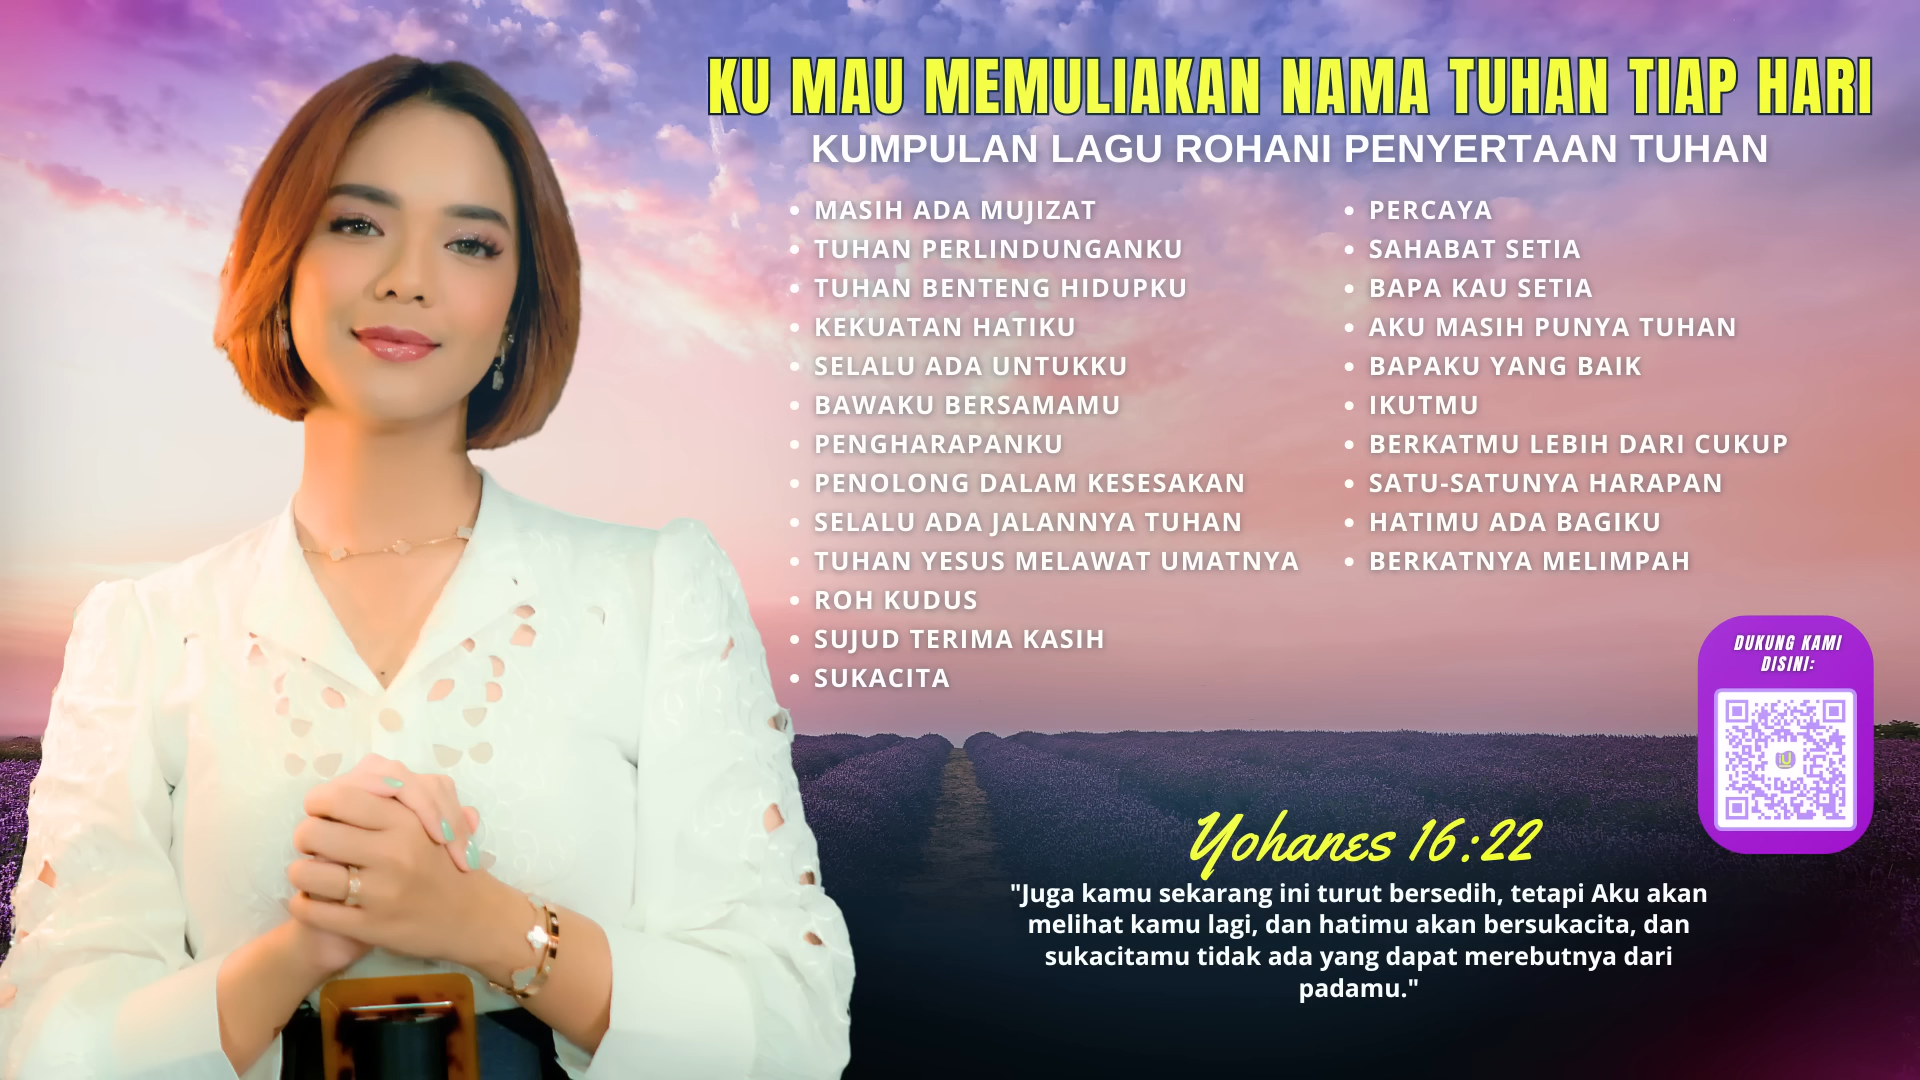 KU MAU MEMULIAKAN NAMA TUHAN TIAP HARI
KUMPULAN LAGU ROHANI PENYERTAAN TUHAN
• MASIH ADA MUJIZAT
• TUHAN PERLINDUNGANKU
• TUHAN BENTENG HIDUPKU
• KEKUATAN HATIKU
• SELALU ADA UNTUKKU
• BAWAKU BERSAMAMU
• PENGHARAPANKU
• PENOLONG DALAM KESESAKAN
• SELALU ADA JALANNYA TUHAN
• TUHAN YESUS MELAWAT UMATNYA
• ROH KUDUS
• SUJUD TERIMA KASIH
• SUKACITA
• PERCAYA
• SAHABAT SETIA
• BAPA KAU SETIA
• AKU MASIH PUNYA TUHAN
• BAPAKU YANG BAIK
• IKUTMU
• BERKATMU LEBIH DARI CUKUP
• SATU-SATUNYA HARAPAN
• HATIMU ADA BAGIKU
• BERKATNYA MELIMPAH
DUKUNG KAMI
DISINI:
Yohanes 16:22
"Juga kamu sekarang ini turut bersedih, tetapi Aku akan
melihat kamu lagi, dan hatimu akan bersukacita, dan
sukacitamu tidak ada yang dapat merebutnya dari
padamu."